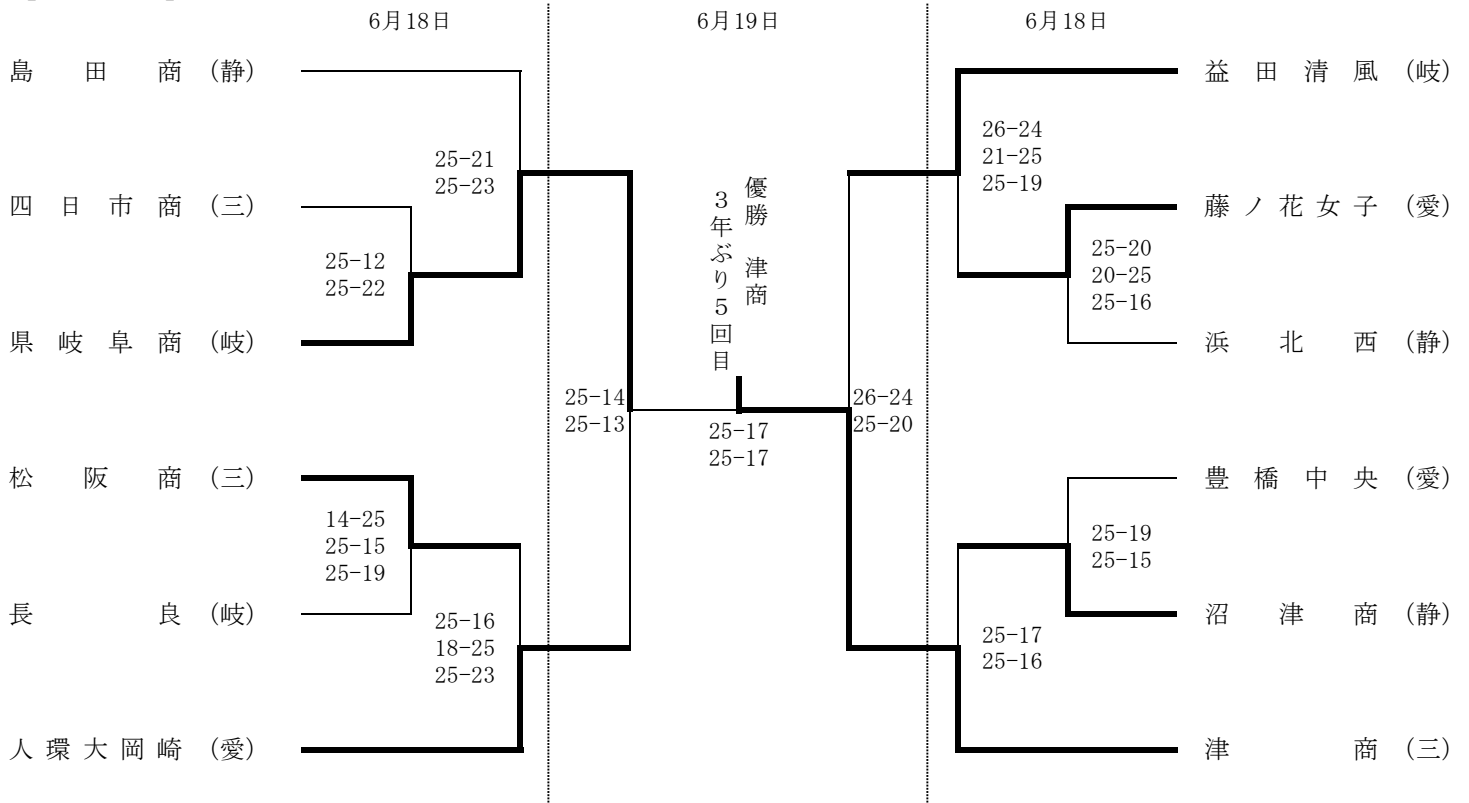 6月18日
6月19日
6月18日
島田商（静）
益田清風（岐）
26-24
21-25
25-19
25-21
25-23
四日市商（三）
藤ノ花女子（愛）
優勝 津商
３年ぶり５回目
25-12
25-22
25-20
20-25
25-16
県岐阜商（岐）
浜北西（静）
25-14
25-13
26-24
25-20
25-17
25-17
松阪商（三）
豊橋中央（愛）
14-25
25-15
25-19
25-19
25-15
長良（岐）
沼津商（静）
25-16
18-25
25-23
25-17
25-16
人環大岡崎（愛）
津商（三）